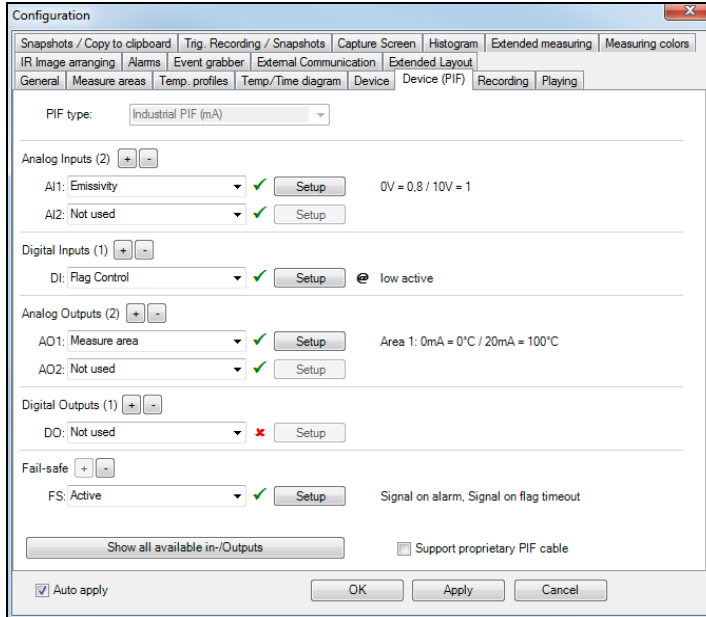 Configuration
Snapshots / Copy to clipboard Trig. Recording / Snapshots Capture Screen Histogram Extended measuring Measuring colors
IR Image arranging Alarms Event grabber External Communication Extended Layout
General Measure areas Temp. profiles Temp/Time diagram Device Device (PIF) Recording Playing
PIF type: Industrial PIF (mA)
Analog Inputs (2) + -
AI1: Emissivity Setup 0V = 0,8 / 10V = 1
AI2: Not used Setup
Digital Inputs (1) + -
DI: Flag Control Setup @ low active
Analog Outputs (2) + -
AO1: Measure area Setup Area 1: 0mA = 0°C / 20mA = 100°C
AO2: Not used Setup
Digital Outputs (1) + -
DO: Not used Setup
Fail-safe + -
FS: Active Setup Signal on alarm, Signal on flag timeout
Show all available in-/Outputs Support proprietary PIF cable
Auto apply OK Apply Cancel